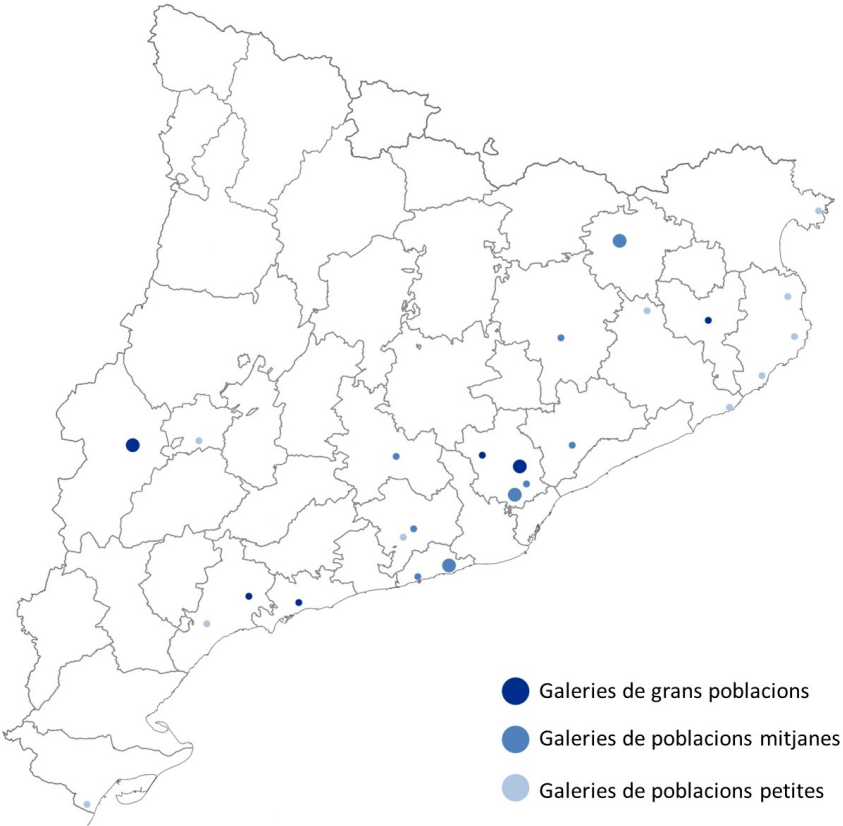 Galeries de grans poblacions
Galeries de poblacions mitjanes
Galeries de poblacions petites